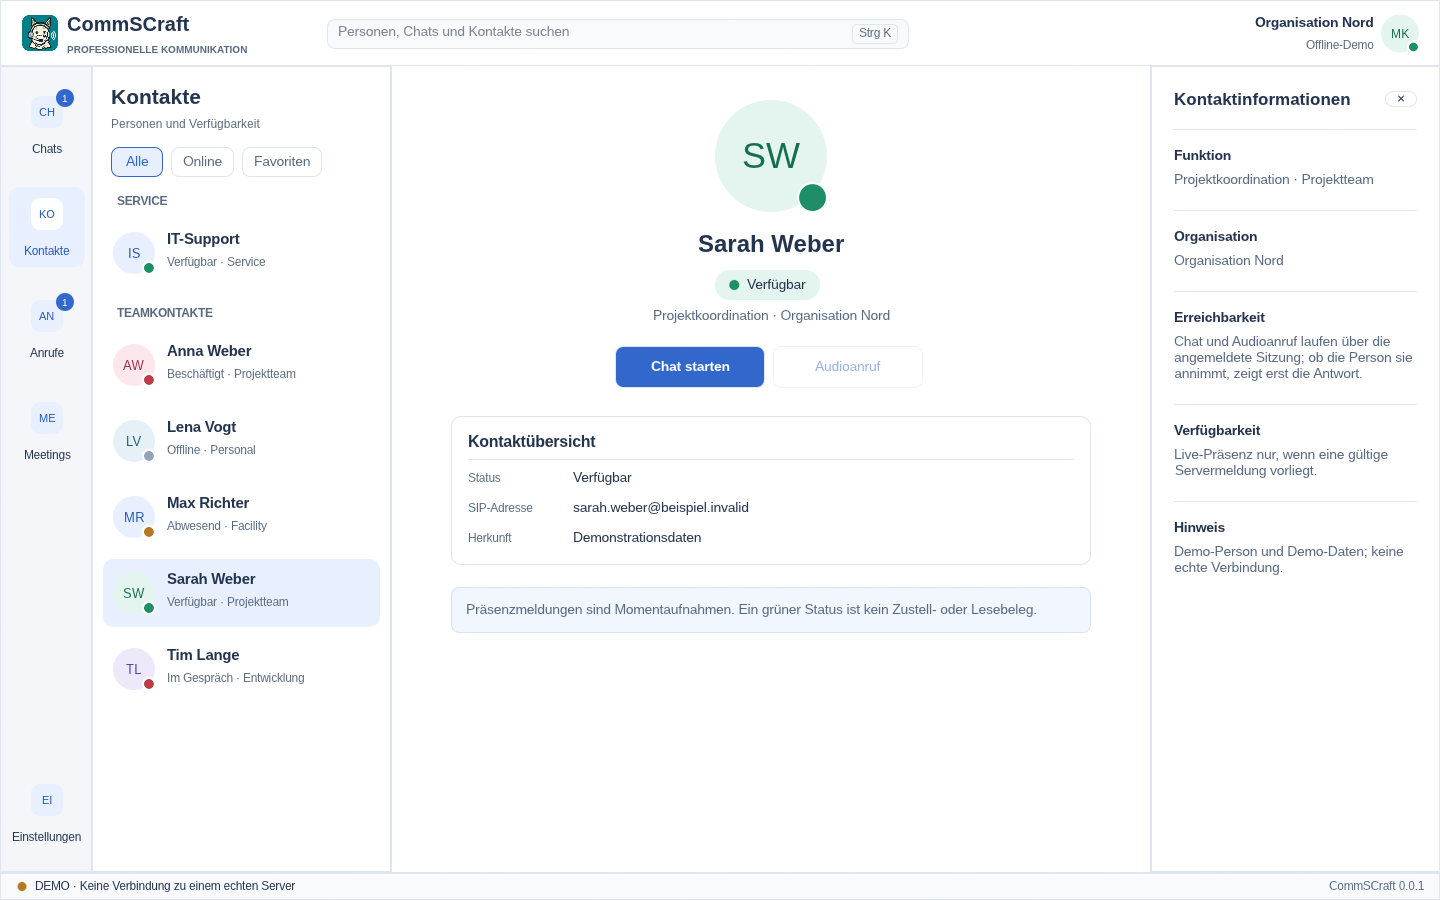 CommSCraft
PROFESSIONELLE KOMMUNIKATION
Personen, Chats und Kontakte suchen
Strg K
Organisation Nord
Offline-Demo
MK
CH
1
Chats
KO
Kontakte
AN
1
Anrufe
ME
Meetings
EI
Einstellungen
Kontakte
Personen und Verfügbarkeit
Alle
Online
Favoriten
SERVICE
IS
IT-Support
Verfügbar · Service
TEAMKONTAKTE
AW
Anna Weber
Beschäftigt · Projektteam
LV
Lena Vogt
Offline · Personal
MR
Max Richter
Abwesend · Facility
SW
Sarah Weber
Verfügbar · Projektteam
TL
Tim Lange
Im Gespräch · Entwicklung
SW
Sarah Weber
Verfügbar
Projektkoordination · Organisation Nord
Chat starten
Audioanruf
Kontaktübersicht
Status
Verfügbar
SIP-Adresse
sarah.weber@beispiel.invalid
Herkunft
Demonstrationsdaten
Präsenzmeldungen sind Momentaufnahmen. Ein grüner Status ist kein Zustell- oder Lesebeleg.
Kontaktinformationen
×
Funktion
Projektkoordination · Projektteam
Organisation
Organisation Nord
Erreichbarkeit
Chat und Audioanruf laufen über die
angemeldete Sitzung; ob die Person sie
annimmt, zeigt erst die Antwort.
Verfügbarkeit
Live-Präsenz nur, wenn eine gültige
Servermeldung vorliegt.
Hinweis
Demo-Person und Demo-Daten; keine
echte Verbindung.
DEMO · Keine Verbindung zu einem echten Server
CommSCraft 0.0.1